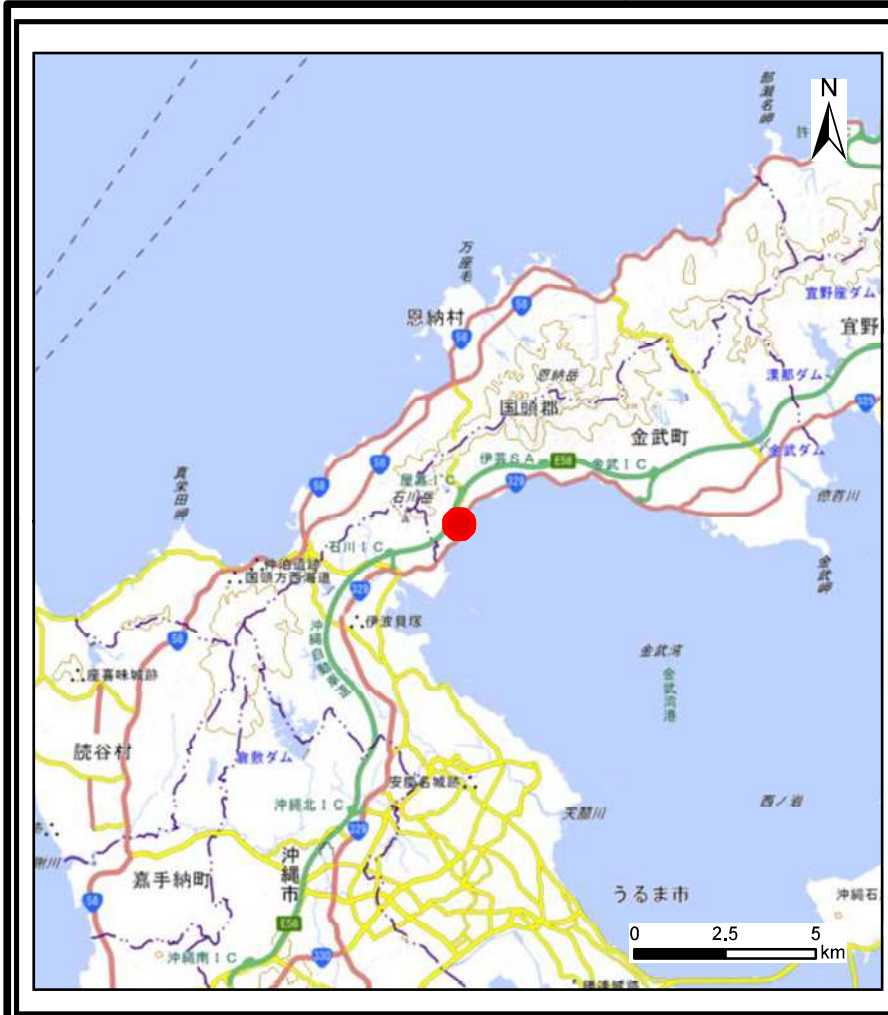 部瀬名岬
N
許
万座毛
58
宜野座ダム
恩納村
58
宜野
恩納岳
漢那ダム
国頭郡
329
金武町
伊芸SA
E58
金武IC
金武ダム
58
屋嘉IC
329
真栄田岬
58
石川岳
億首川
石川IC
金武岬
仲泊遺跡
国頭方西海道
329
58
沖縄自動車道
伊波貝塚
金武湾
座喜味城跡
金武湾港
読谷村
倉敷ダム
安慶名城跡
西ノ岩
沖縄北IC
天願川
跡
329
嘉手納町
沖縄市
うるま市
沖縄石
58
E58
0 2.5 5
km
沖縄南IC
330
勝連城跡